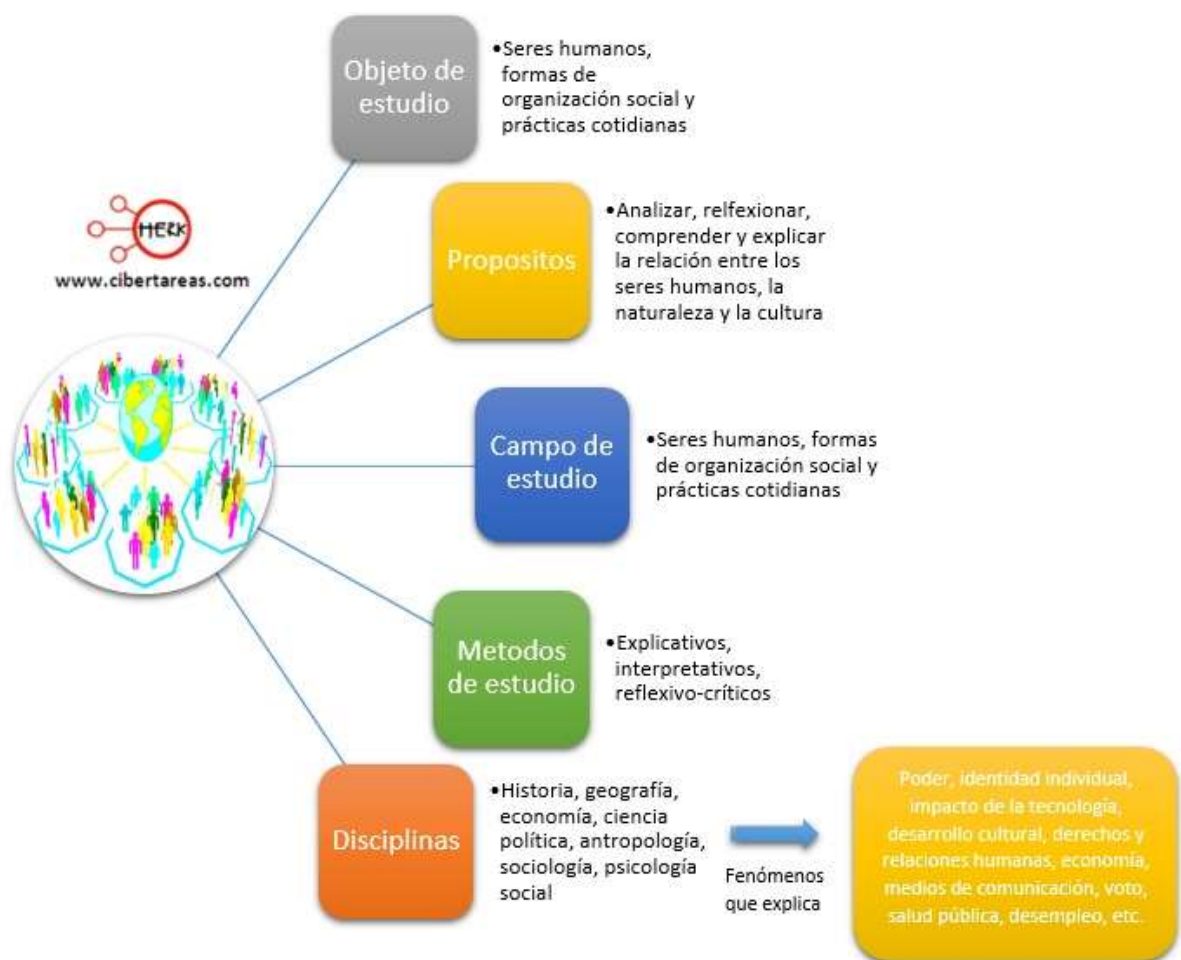 Objeto de
estudio
•Seres humanos,
formas de
organización social y
prácticas cotidianas
HERK
www.cibertareas.com
Propositos
•Analizar, relfexionar,
comprender y explicar
la relación entre los
seres humanos, la
naturaleza y la cultura
Campo de
estudio
•Seres humanos, formas
de organización social y
prácticas cotidianas
Metodos
de estudio
•Explicativos,
interpretativos,
reflexivo-críticos
Disciplinas
•Historia, geografía,
economía, ciencia
política, antropología,
sociología, psicología
social
Fenómenos
que explica
Poder, identidad individual,
impacto de la tecnología,
desarrollo cultural, derechos y
relaciones humanas, economía,
medios de comunicación, voto,
salud pública, desempleo, etc.